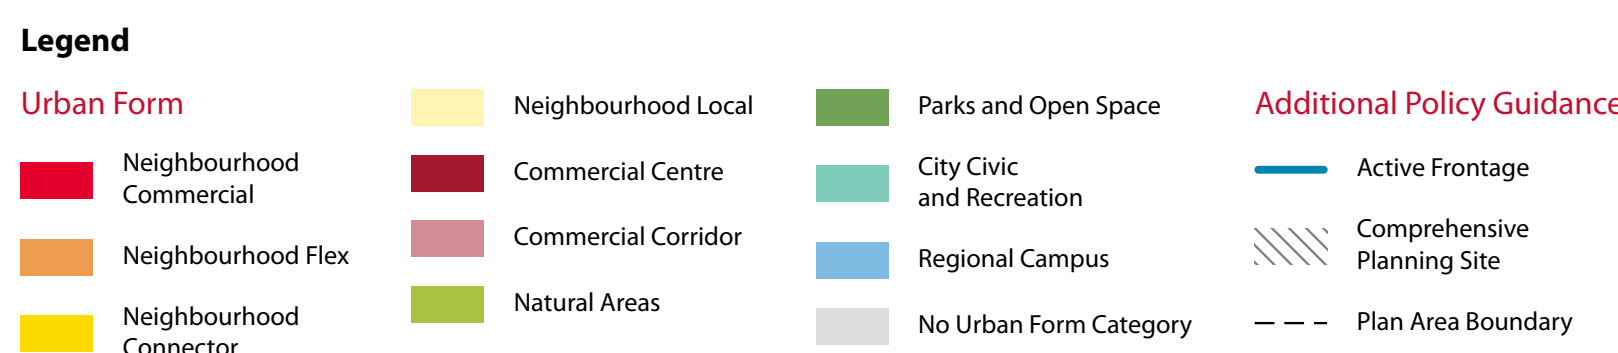 Legend
Urban Form
Neighbourhood
Commercial
Neighbourhood Flex
Neighbourhood
Connector
Neighbourhood Local
Commercial Centre
Commercial Corridor
Natural Areas
Parks and Open Space
City Civic
and Recreation
Regional Campus
No Urban Form Category
Additional Policy Guidance
Active Frontage
Comprehensive
Planning Site
Plan Area Boundary